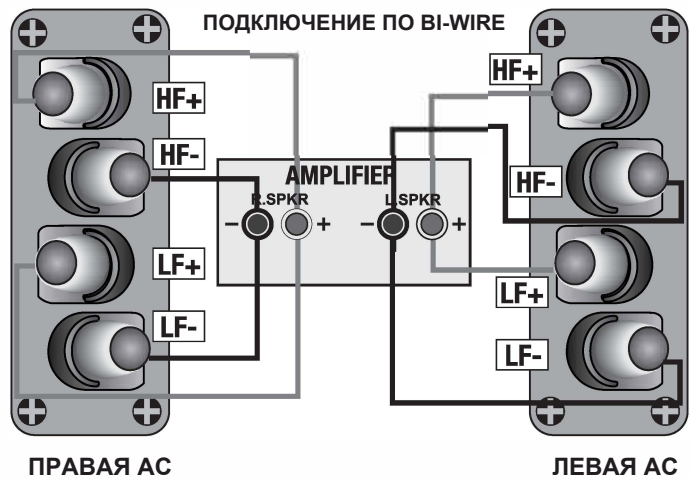 ПОДКЛЮЧЕНИЕ ПО BI-WIRE
HF+
HF-
LF+
LF-
AMPLIFIER
R.SPKR
L.SPKR
- +
- +
HF+
HF-
LF+
LF-
ПРАВАЯ АС
ЛЕВАЯ АС